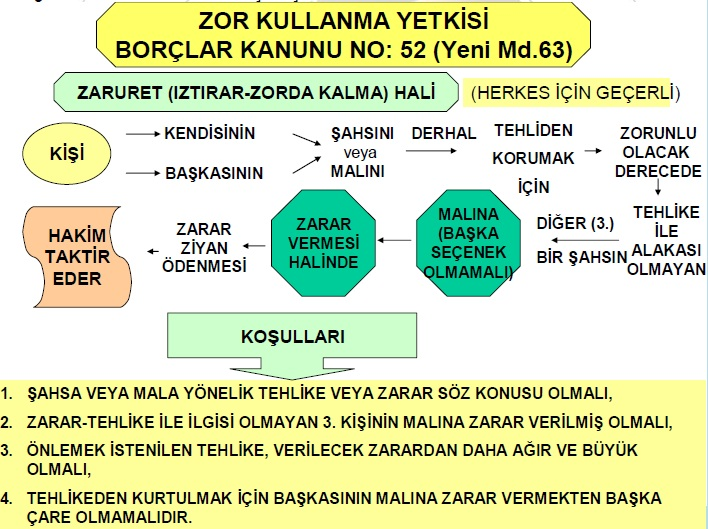 ZOR KULLANMA YETKİSİ
BORÇLAR KANUNU NO: 52 (Yeni Md.63)
ZARURET (IZTIRAR-ZORDA KALMA) HALİ
(HERKES İÇİN GEÇERLİ)
KİŞİ
KENDİSİNİN
BAŞKASININ
ŞAHSINI
veya
MALINI
DERHAL
TEHLİDEN
KORUMAK
İÇİN
ZORUNLU
OLACAK
DERECEDE
TEHLİKE
İLE
ALAKASI
OLMAYAN
DİĞER (3.)
BİR ŞAHSIN
MALINA
(BAŞKA
SEÇENEK
OLMAMALI)
ZARAR
VERMESİ
HALİNDE
ZARAR
ZİYAN
ÖDENMESİ
HAKİM
TAKTİR
EDER
KOŞULLARI
1. ŞAHSA VEYA MALA YÖNELİK TEHLİKE VEYA ZARAR SÖZ KONUSU OLMALI,
2. ZARAR-TEHLİKE İLE İLGİSİ OLMAYAN 3. KİŞİNİN MALINA ZARAR VERİLMİŞ OLMALI,
3. ÖNLEMEK İSTENİLEN TEHLİKE, VERİLECEK ZARARDAN DAHA AĞIR VE BÜYÜK
OLMALI,
4. TEHLİKEDEN KURTULMAK İÇİN BAŞKASININ MALINA ZARAR VERMEKTEN BAŞKA
ÇARE OLMAMALIDIR.